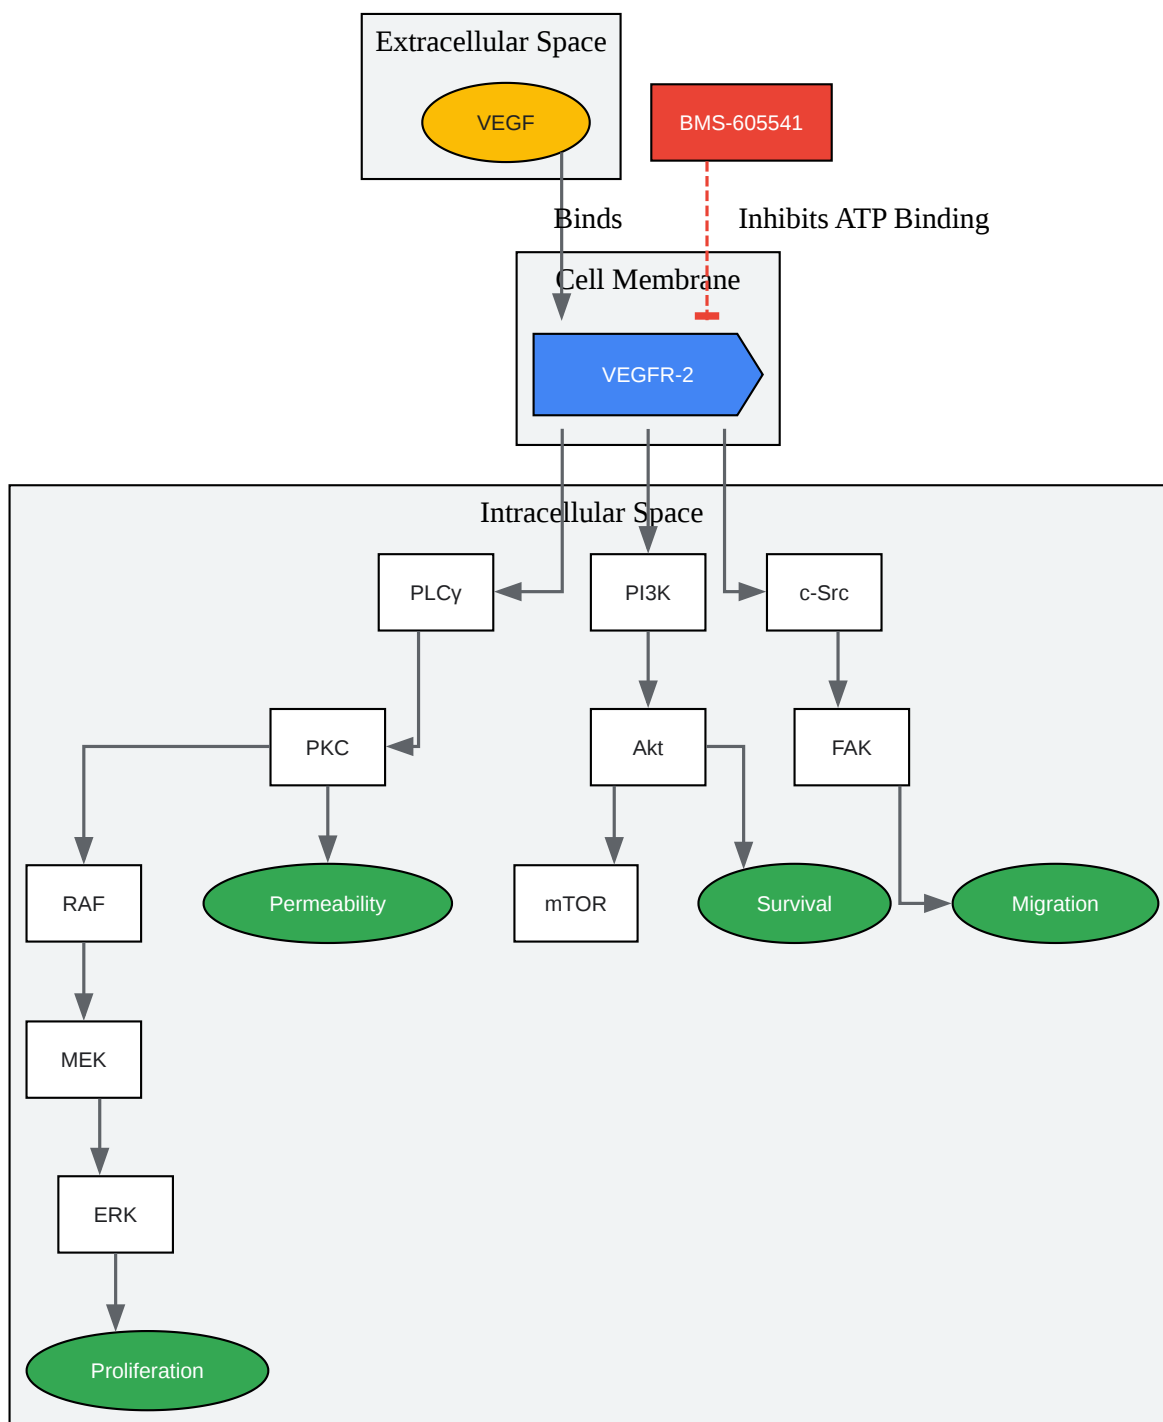 Extracellular Space
VEGF
BMS-605541
Binds
Inhibits ATP Binding
Cell Membrane
VEGFR-2
Intracellular Space
PLCγ
PI3K
c-Src
PKC
Akt
FAK
RAF
Permeability
mTOR
Survival
Migration
MEK
ERK
Proliferation